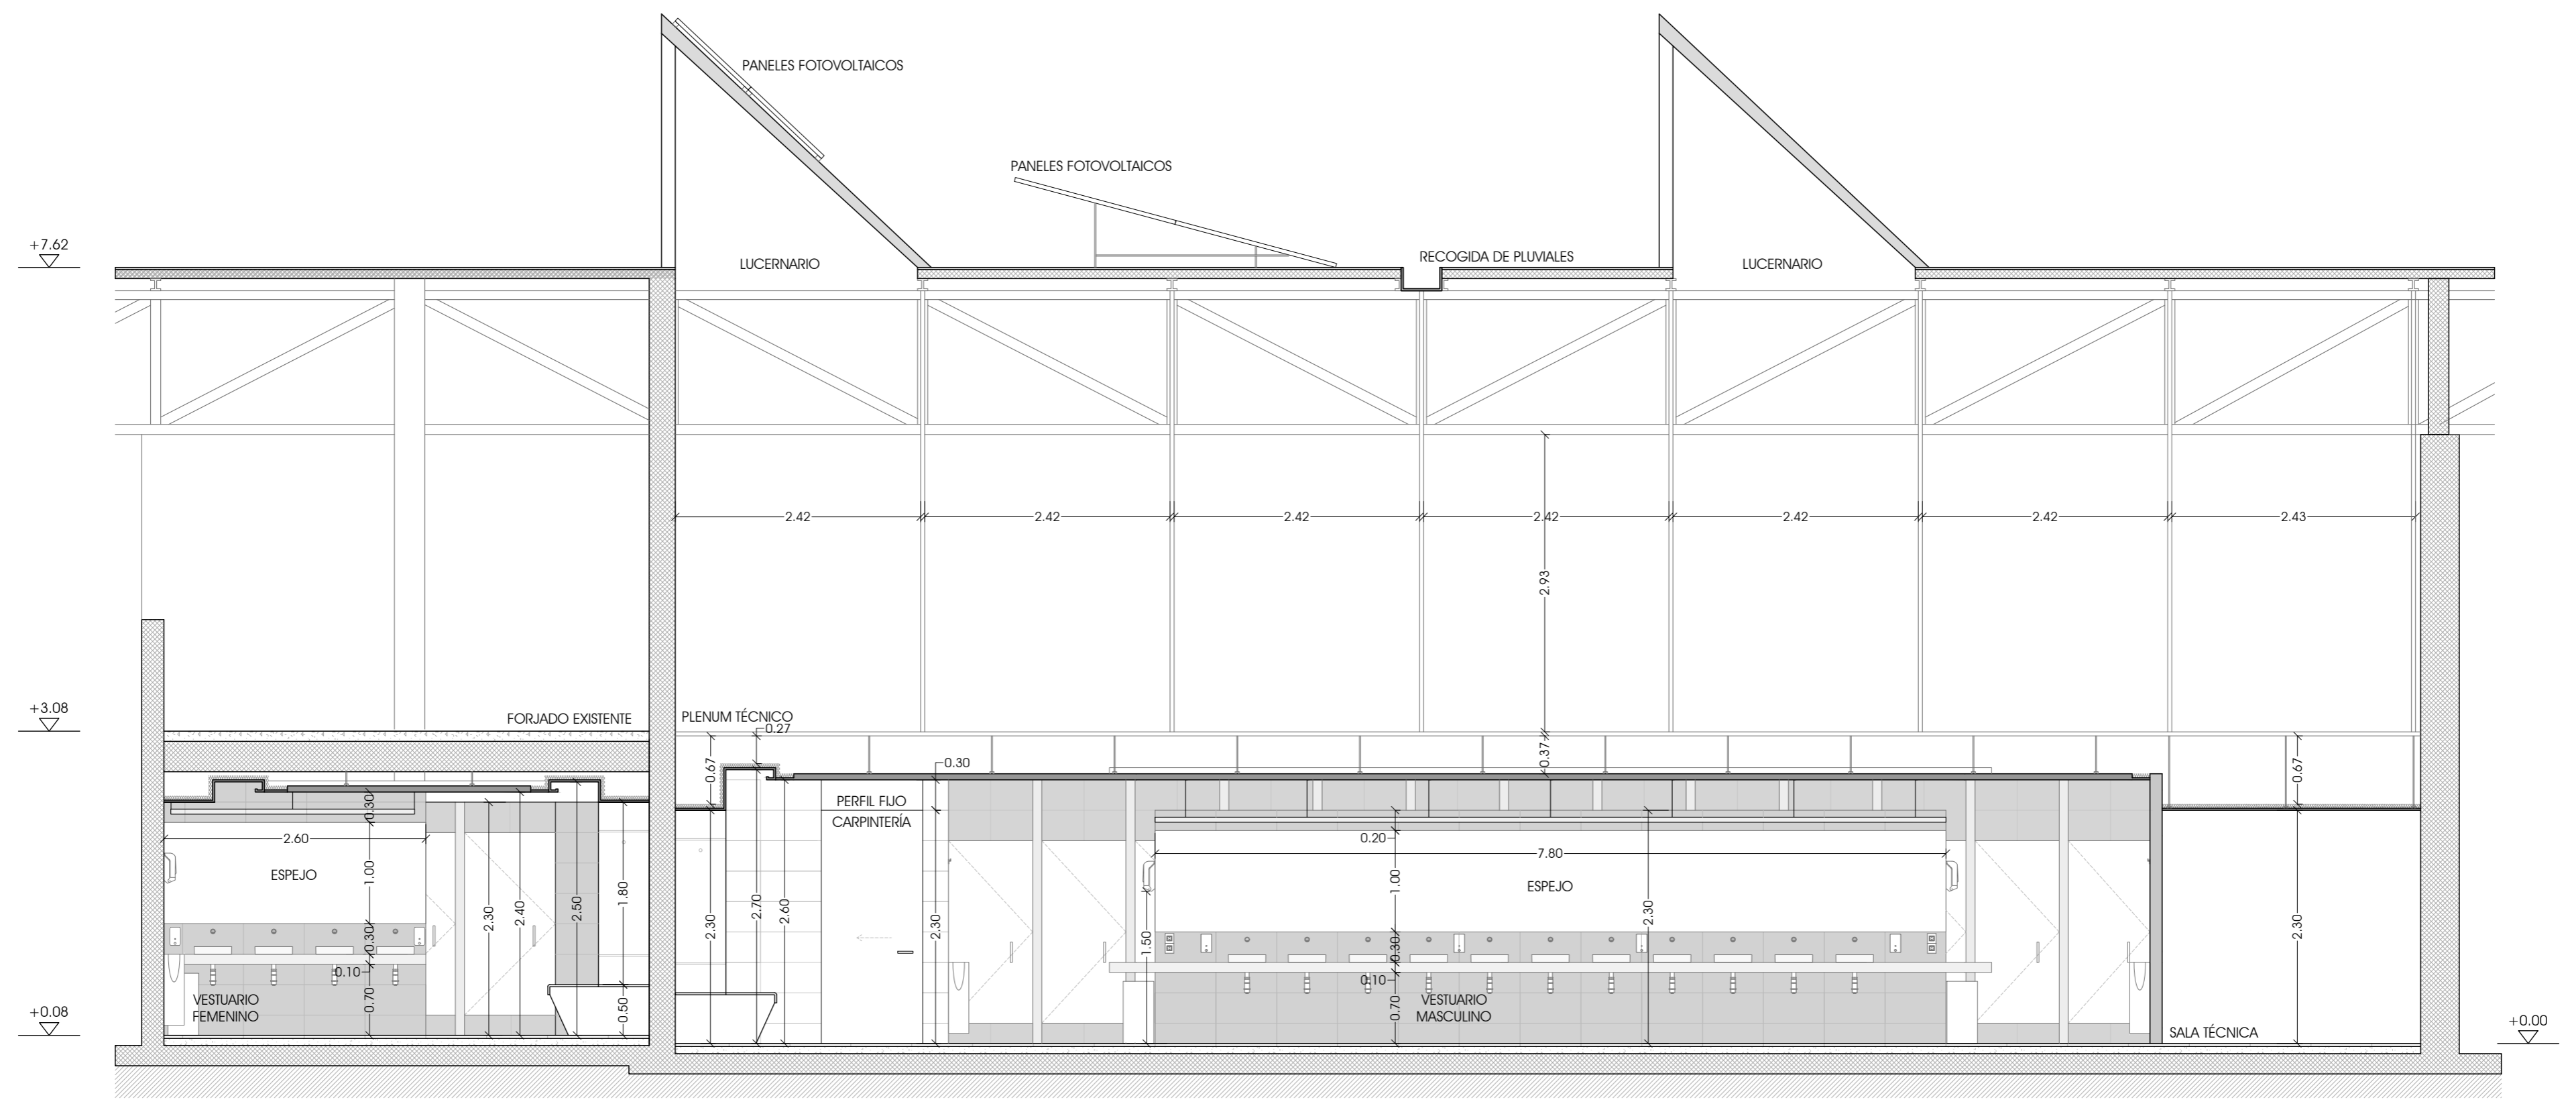 PANELES FOTOVOLTAICOS
PANELES FOTOVOLTAICOS
+7.62
LUCERNARIO
RECOGIDA DE PLUVIALES
LUCERNARIO
2.42
2.42
2.42
2.42
2.42
2.42
2.43
2.93
+3.08
FORJADO EXISTENTE
PLENUM TÉCNICO
0.27
0.67
0.30
0.37
0.67
PERFIL FIJO
CARPINTERÍA
0.30
2.60
1.00
ESPEJO
0.30
0.10
0.70
2.30
2.40
2.50
1.80
0.50
VESTUARIO
FEMENINO
2.30
2.70
2.60
2.30
1.50
0.20
7.80
1.00
ESPEJO
0.30
0.10
0.70
2.30
VESTUARIO
MASCULINO
2.30
SALA TÉCNICA
+0.08
+0.00